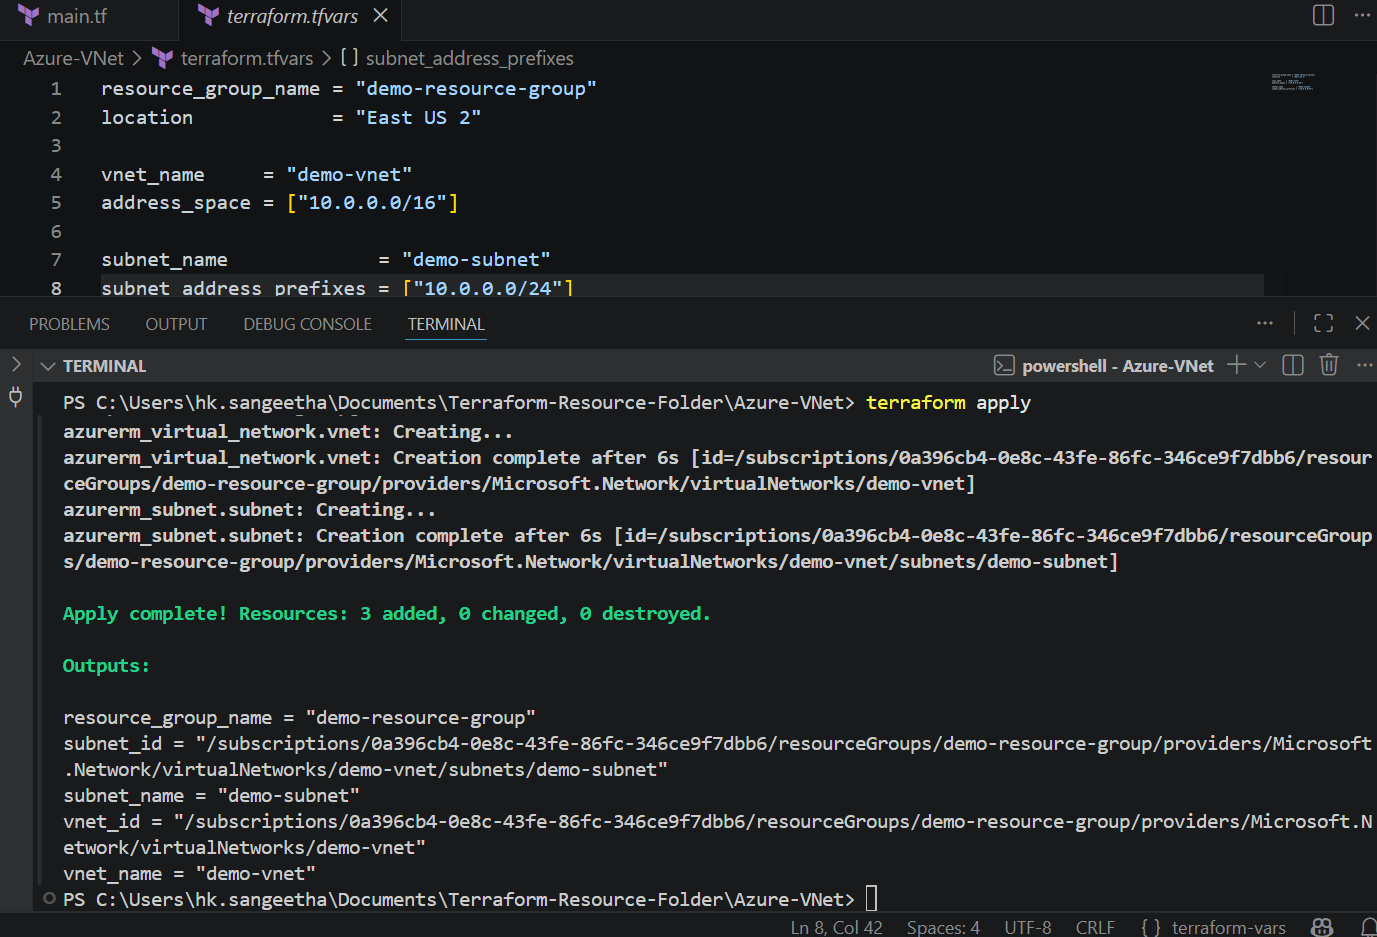 main.tf
terraform.tfvars
Azure-VNet > terraform.tfvars > [ ] subnet_address_prefixes
1 resource_group_name = "demo-resource-group"
2 location            = "East US 2"
3
4 vnet_name     = "demo-vnet"
5 address_space = ["10.0.0.0/16"]
6
7 subnet_name             = "demo-subnet"
8 subnet_address_prefixes = ["10.0.0.0/24"]
PROBLEMS OUTPUT DEBUG CONSOLE TERMINAL
TERMINAL powershell - Azure-VNet
PS C:\Users\hk.sangeetha\Documents\Terraform-Resource-Folder\Azure-VNet> terraform apply
azurerm_virtual_network.vnet: Creating...
azurerm_virtual_network.vnet: Creation complete after 6s [id=/subscriptions/0a396cb4-0e8c-43fe-86fc-346ce9f7dbb6/resour
ceGroups/demo-resource-group/providers/Microsoft.Network/virtualNetworks/demo-vnet]
azurerm_subnet.subnet: Creating...
azurerm_subnet.subnet: Creation complete after 6s [id=/subscriptions/0a396cb4-0e8c-43fe-86fc-346ce9f7dbb6/resourceGroup
s/demo-resource-group/providers/Microsoft.Network/virtualNetworks/demo-vnet/subnets/demo-subnet]
Apply complete! Resources: 3 added, 0 changed, 0 destroyed.
Outputs:
resource_group_name = "demo-resource-group"
subnet_id = "/subscriptions/0a396cb4-0e8c-43fe-86fc-346ce9f7dbb6/resourceGroups/demo-resource-group/providers/Microsoft
.Network/virtualNetworks/demo-vnet/subnets/demo-subnet"
subnet_name = "demo-subnet"
vnet_id = "/subscriptions/0a396cb4-0e8c-43fe-86fc-346ce9f7dbb6/resourceGroups/demo-resource-group/providers/Microsoft.N
etwork/virtualNetworks/demo-vnet"
vnet_name = "demo-vnet"
PS C:\Users\hk.sangeetha\Documents\Terraform-Resource-Folder\Azure-VNet>
Ln 8, Col 42 Spaces: 4 UTF-8 CRLF { } terraform-vars